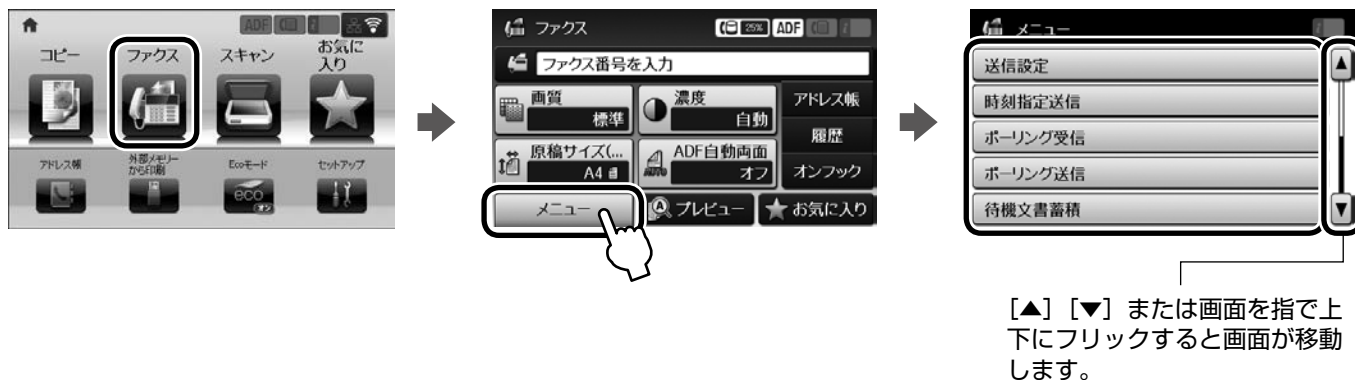 ADF
コピー
ファクス
スキャン
お気に
入り
アドレス帳
外部メモリー
から印刷
Ecoモード
セットアップ
eco
オン
ファクス
25%
ADF
ファクス番号を入力
画質
標準
濃度
自動
アドレス帳
履歴
原稿サイズ(...
A4
ADF自動両面
オフ
AUTO
オンフック
メニュー
プレビュー
お気に入り
メニュー
送信設定
時刻指定送信
ポーリング受信
ポーリング送信
待機文書蓄積
[▲] [▼] または画面を指で上
下にフリックすると画面が移動
します。